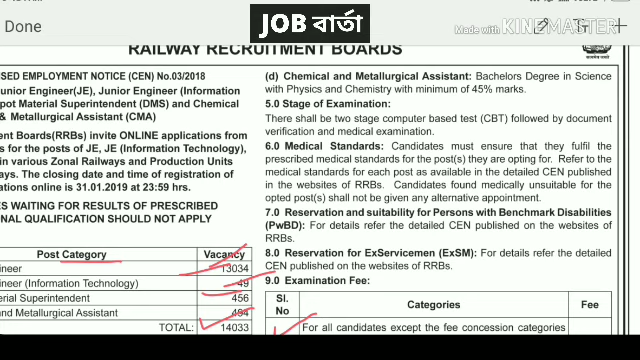 JOB বার্তা
Done
Made with KINEMASTER
RAILWAY RECRUITMENT BOARDS
ISED EMPLOYMENT NOTICE (CEN) No.03/2018
unior Engineer(JE), Junior Engineer (Information
pot Material Superintendent (DMS) and Chemical
& Metallurgical Assistant (CMA)
ent Boards(RRBs) invite ONLINE applications from
s for the posts of JE, JE (Information Technology),
in various Zonal Railways and Production Units
ays. The closing date and time of registration of
ations online is 31.01.2019 at 23:59 hrs.
ES WAITING FOR RESULTS OF PRESCRIBED
ONAL QUALIFICATION SHOULD NOT APPLY
Post Category Vacancy
gineer 13034
gineer (Information Technology) 49
erial Superintendent 456
and Metallurgical Assistant 494
TOTAL: 14033
(d) Chemical and Metallurgical Assistant: Bachelors Degree in Science
with Physics and Chemistry with minimum of 45% marks.
5.0 Stage of Examination:
There shall be two stage computer based test (CBT) followed by document
verification and medical examination.
6.0 Medical Standards: Candidates must ensure that they fulfil the
prescribed medical standards for the post(s) they are opting for. Refer to the
medical standards for each post as available in the detailed CEN published
in the websites of RRBs. Candidates found medically unsuitable for the
opted post(s) shall not be given any alternative appointment.
7.0 Reservation and suitability for Persons with Benchmark Disabilities
(PwBD): For details refer the detailed CEN published on the websites of
RRBs.
8.0 Reservation for ExServicemen (ExSM): For details refer the detailed
CEN published on the websites of RRBs.
9.0 Examination Fee:
Sl. No Categories Fee
For all candidates except the fee concession categories